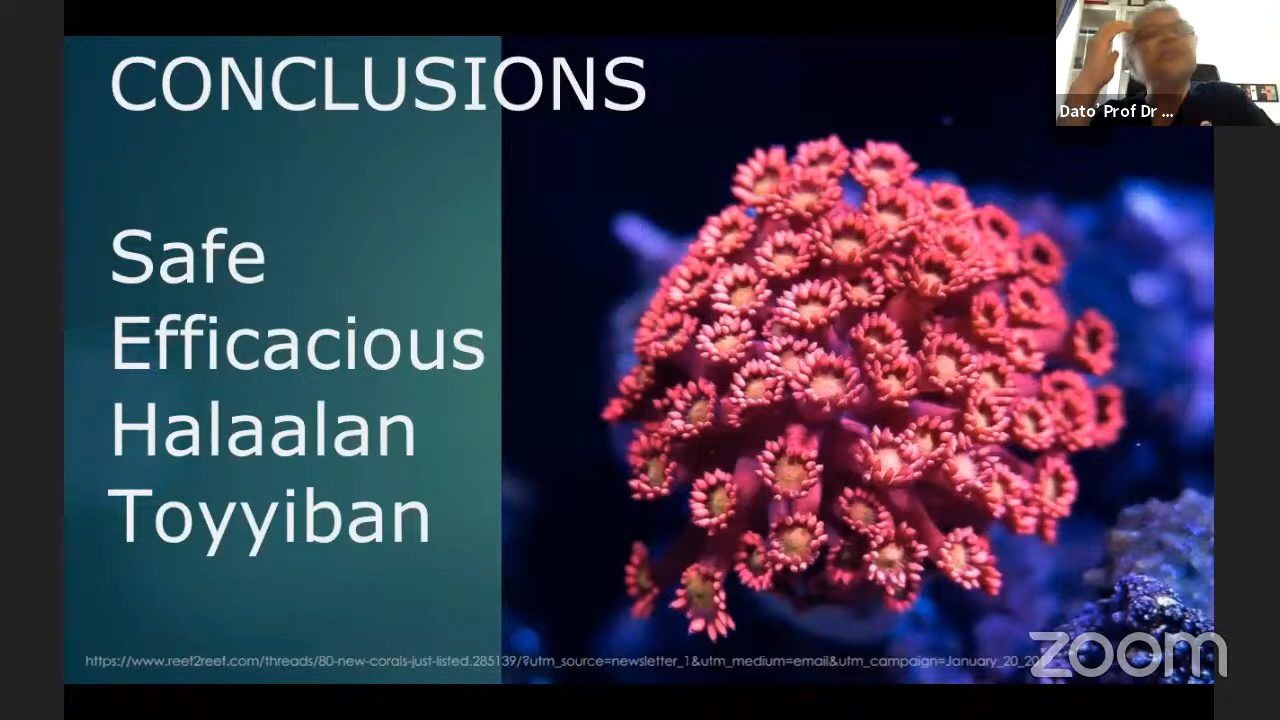 CONCLUSIONS
Dato’ Prof Dr ...
Safe
Efficacious
Halaalan
Toyyiban
https://www.reef2reef.com/threads/80-new-corals-just-listed.285139/?utm_source=newsletter_1&utm_medium=email&utm_campaign=January_20_201
zoom